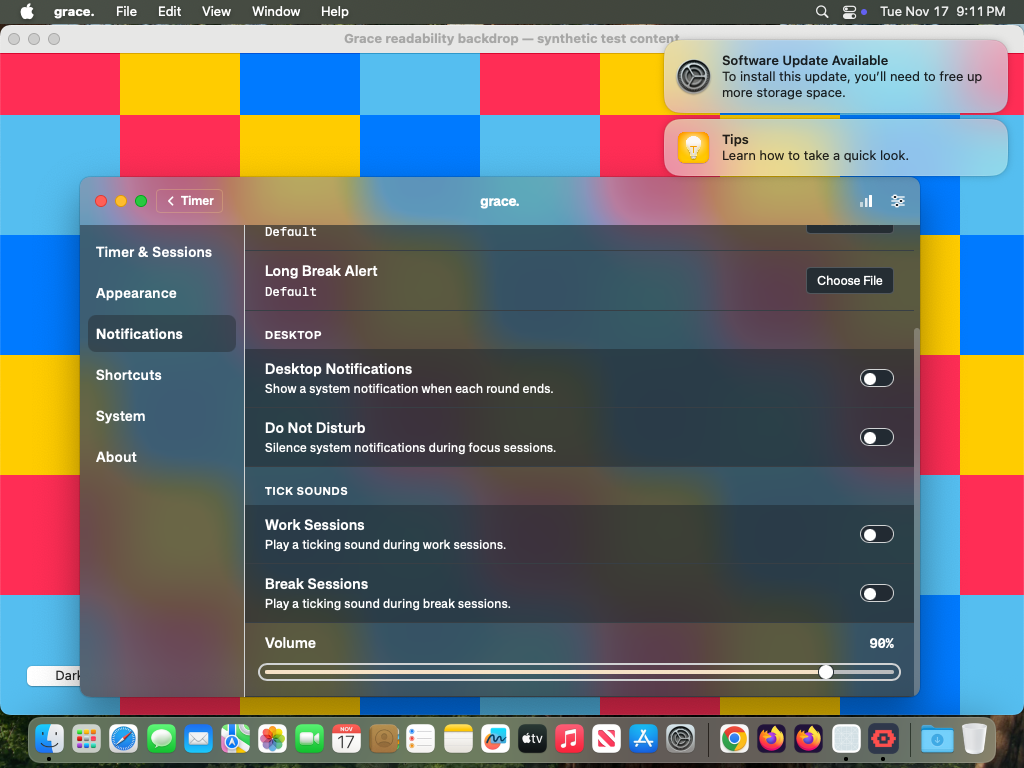 grace. File Edit View Window Help Tue Nov 17 9:11 PM
Grace readability backdrop — synthetic test content
Software Update Available
To install this update, you'll need to free up
more storage space.
Tips
Learn how to take a quick look.
Timer
grace.
Timer & Sessions
Appearance
Notifications
Shortcuts
System
About
Default
Long Break Alert
Default
Choose File
DESKTOP
Desktop Notifications
Show a system notification when each round ends.
Do Not Disturb
Silence system notifications during focus sessions.
TICK SOUNDS
Work Sessions
Play a ticking sound during work sessions.
Break Sessions
Play a ticking sound during break sessions.
Volume 90%
Dark
NOV
17
tv